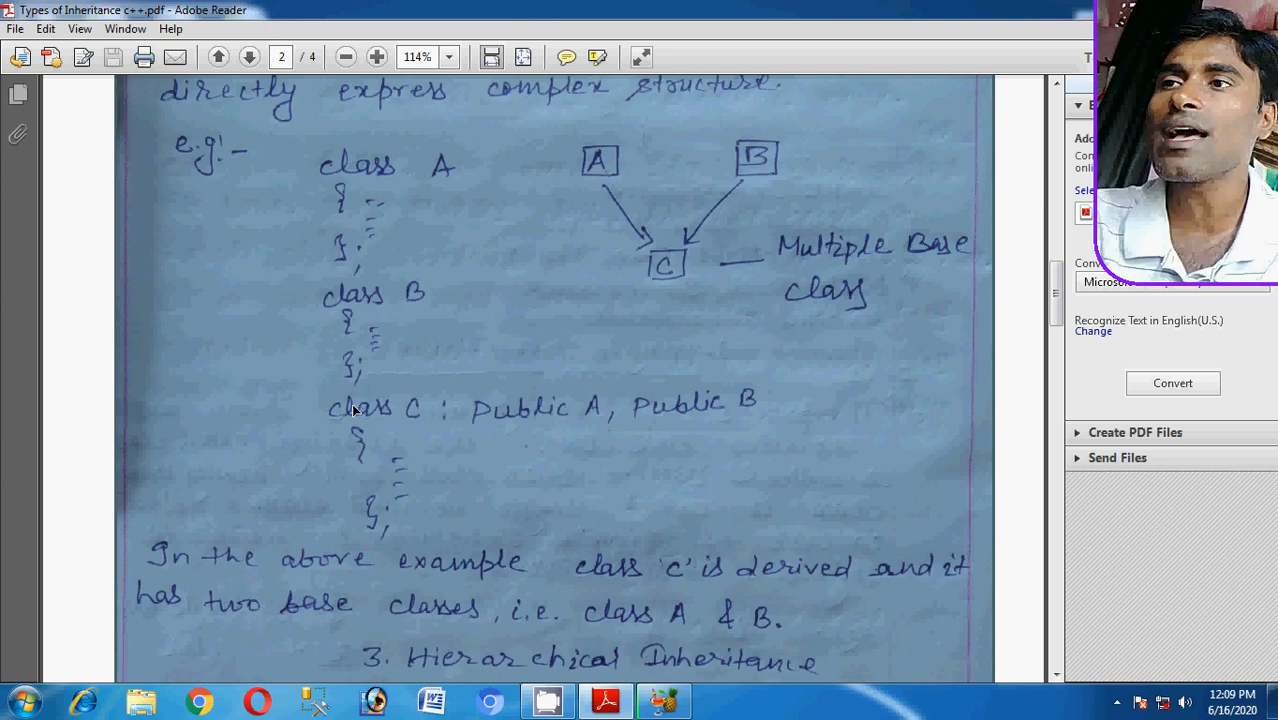 Types of Inheritance c++.pdf - Adobe Reader
File Edit View Window Help
2 / 4 114%
directly express complex structure.
e.g:- class A A B
{
};
C — Multiple Base
class B class
{
};
class C : Public A, Public B
{
};
In the above example class 'c' is derived and it
has two base classes, i.e. class A & B.
3. Hierarchical Inheritance
Recognize Text in English(U.S.)
Change
Convert
Create PDF Files
Send Files
12:09 PM
6/16/2020